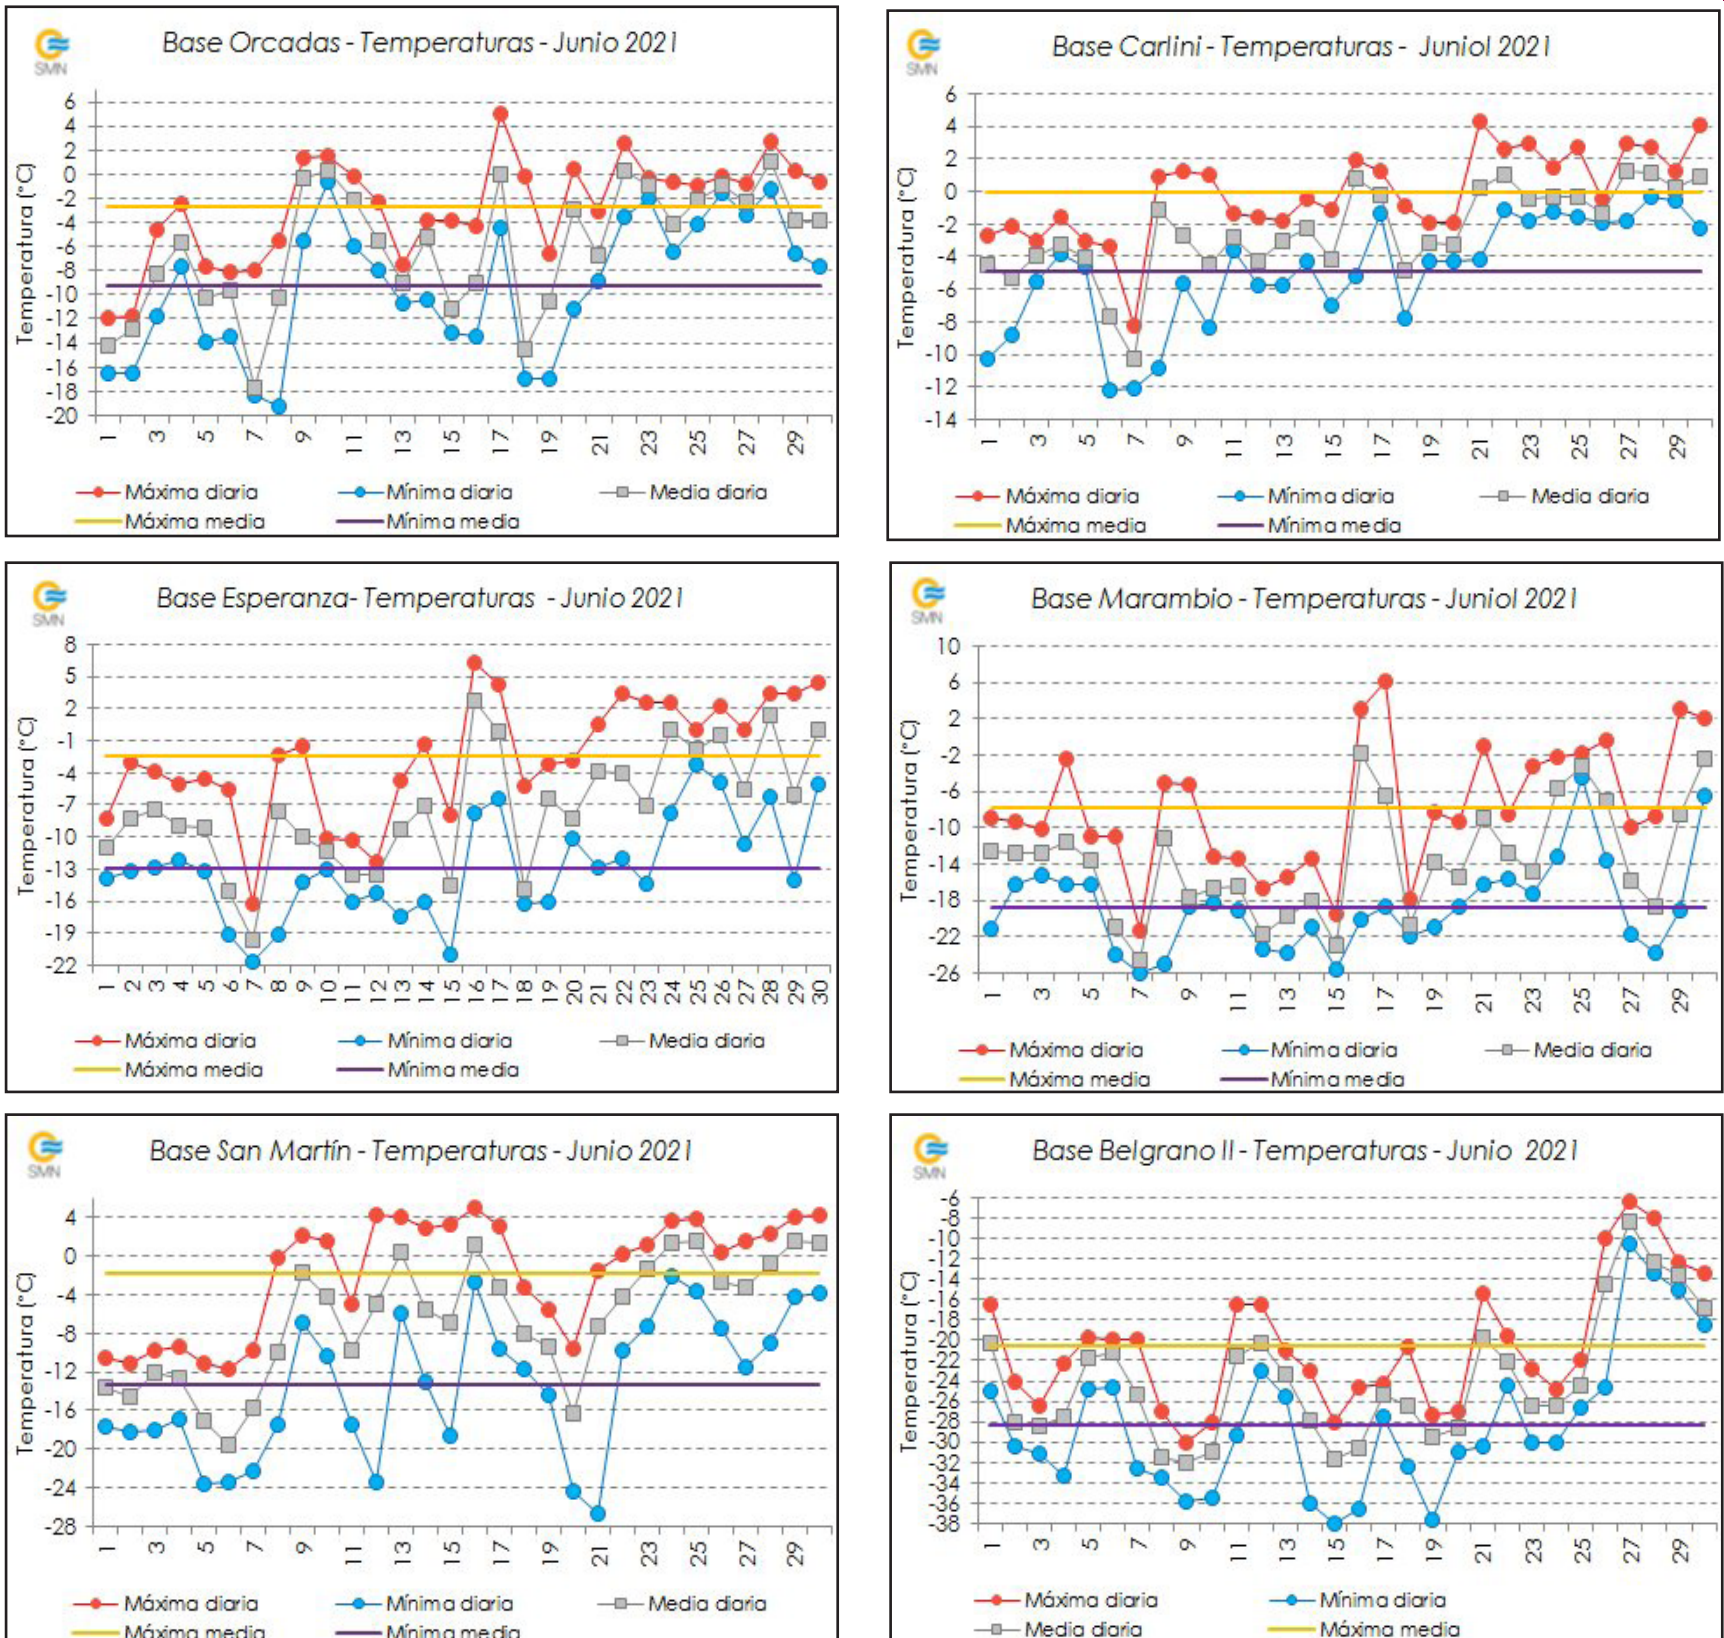 SMN
Base Orcadas - Temperaturas - Junio 2021
Temperatura (°C)
6
4
2
0
-2
-4
-6
-8
-10
-12
-14
-16
-18
-20
1 3 5 7 9 11 13 15 17 19 21 23 25 27 29
Máxima diaria Mínima diaria Media diaria
Máxima media Mínima media
SMN
Base Carlini - Temperaturas - Juniol 2021
Temperatura (°C)
6
4
2
0
-2
-4
-6
-8
-10
-12
-14
1 3 5 7 9 11 13 15 17 19 21 23 25 27 29
Máxima diaria Mínima diaria Media diaria
Máxima media Mínima media
SMN
Base Esperanza- Temperaturas - Junio 2021
Temperatura (°C)
8
5
2
-1
-4
-7
-10
-13
-16
-19
-22
1 2 3 4 5 6 7 8 9 10 11 12 13 14 15 16 17 18 19 20 21 22 23 24 25 26 27 28 29 30
Máxima diaria Mínima diaria Media diaria
Máxima media Mínima media
SMN
Base Marambio - Temperaturas - Juniol 2021
Temperatura (°C)
10
6
2
-2
-6
-10
-14
-18
-22
-26
1 3 5 7 9 11 13 15 17 19 21 23 25 27 29
Máxima diaria Mínima diaria Media diaria
Máxima media Mínima media
SMN
Base San Martín - Temperaturas - Junio 2021
Temperatura (°C)
4
0
-4
-8
-12
-16
-20
-24
-28
1 3 5 7 9 11 13 15 17 19 21 23 25 27 29
Máxima diaria Mínima diaria Media diaria
Máxima media Mínima media
SMN
Base Belgrano II - Temperaturas - Junio 2021
Temperatura (°C)
-6
-8
-10
-12
-14
-16
-18
-20
-22
-24
-26
-28
-30
-32
-34
-36
-38
1 3 5 7 9 11 13 15 17 19 21 23 25 27 29
Máxima diaria Mínima diaria
Media diaria Máxima media